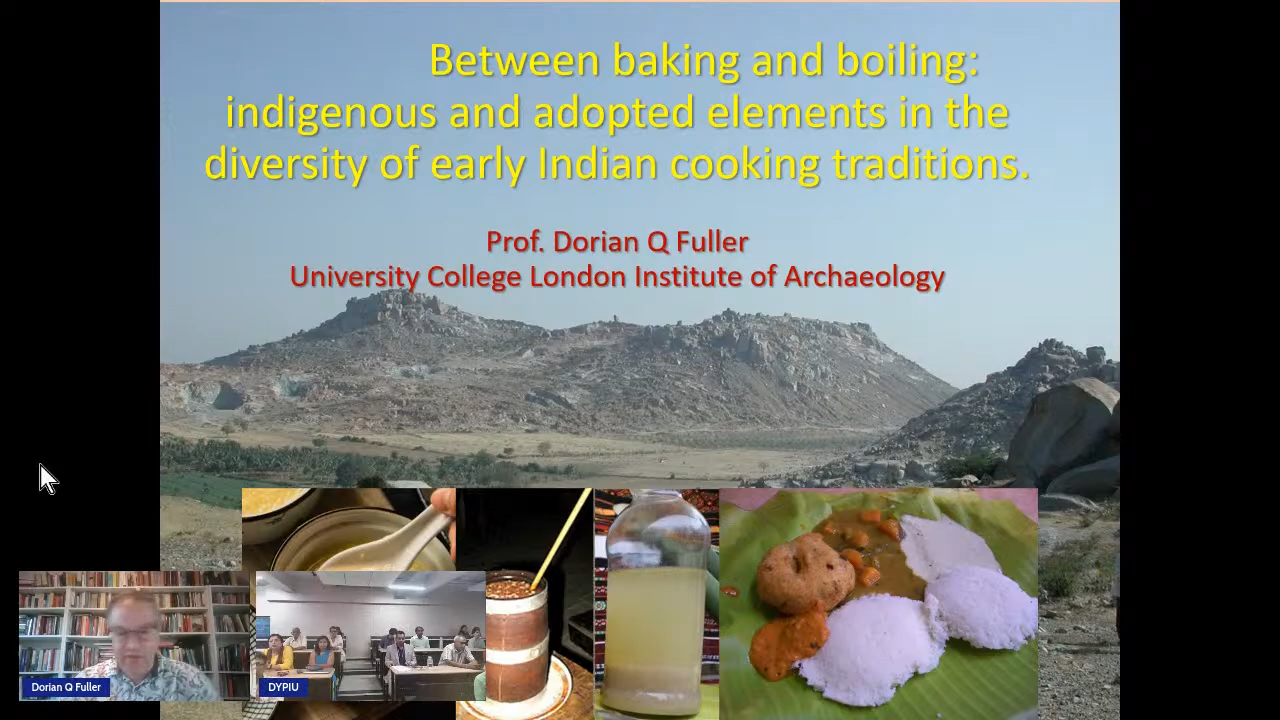 Between baking and boiling:
indigenous and adopted elements in the
diversity of early Indian cooking traditions.
Prof. Dorian Q Fuller
University College London Institute of Archaeology
Dorian Q Fuller
DYPIU